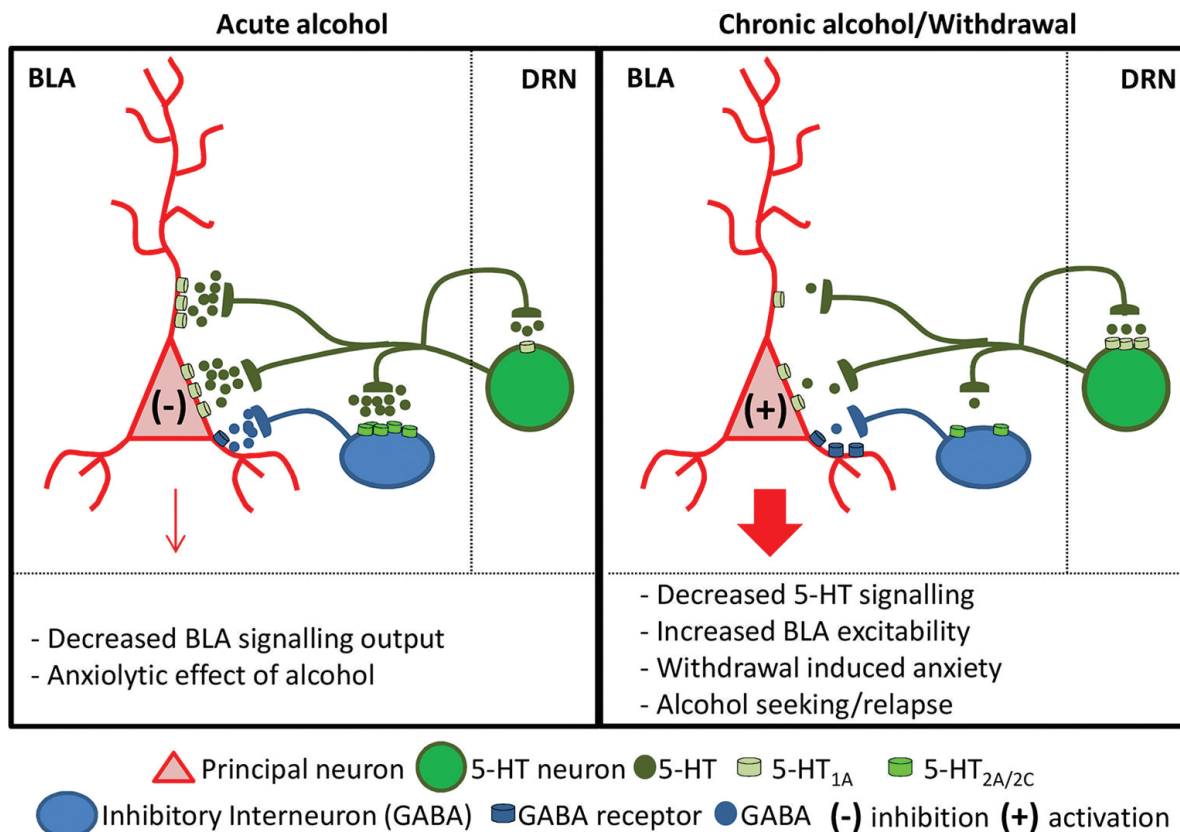 Acute alcohol
Chronic alcohol/Withdrawal
BLA
DRN
BLA
DRN
(-)
(+)
- Decreased BLA signalling output
- Anxiolytic effect of alcohol
- Decreased 5-HT signalling
- Increased BLA excitability
- Withdrawal induced anxiety
- Alcohol seeking/relapse
Principal neuron 5-HT neuron 5-HT 5-HT1A 5-HT2A/2C
Inhibitory Interneuron (GABA) GABA receptor GABA (-) inhibition (+) activation